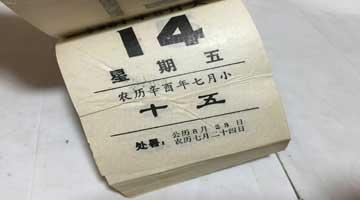 14
星期五
农历辛酉年七月小
十五
处暑：
公历8月23日
农历七月二十四日